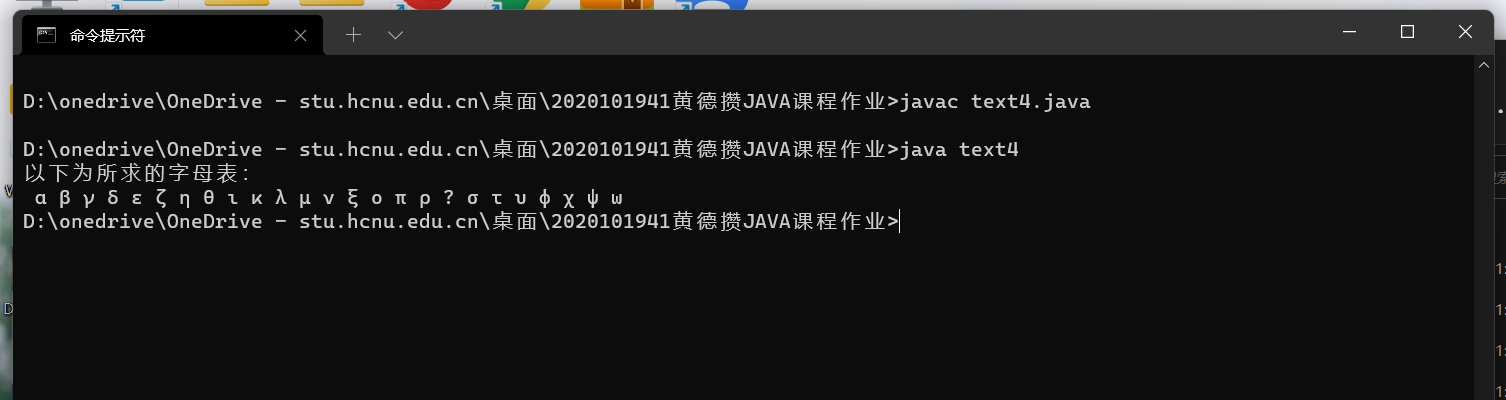 命令提示符
D:\onedrive\OneDrive - stu.hcnu.edu.cn\桌面\2020101941黄德攒JAVA课程作业>javac text4.java
D:\onedrive\OneDrive - stu.hcnu.edu.cn\桌面\2020101941黄德攒JAVA课程作业>java text4
以下为所求的字母表:
α β γ δ ε ζ η θ ι κ λ μ ν ξ ο π ρ ? σ τ υ φ χ ψ ω
D:\onedrive\OneDrive - stu.hcnu.edu.cn\桌面\2020101941黄德攒JAVA课程作业>